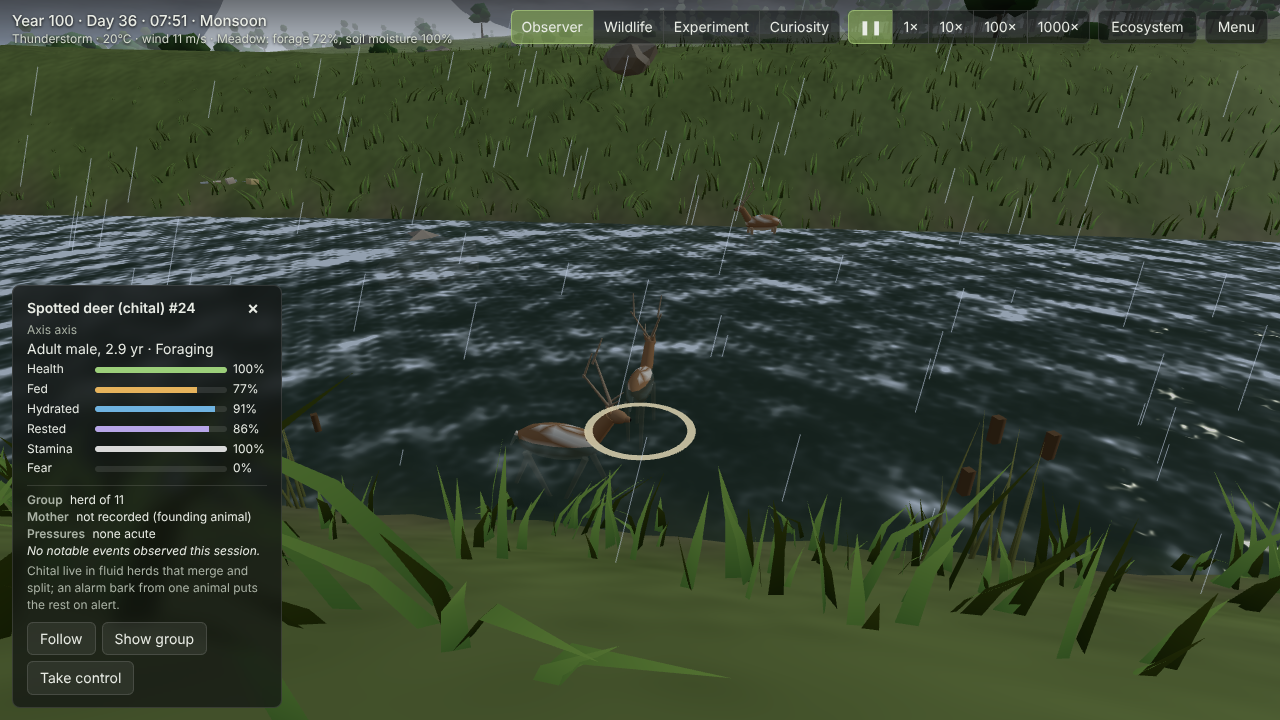 Year 100 · Day 36 · 07:51 · Monsoon
Thunderstorm · 20°C · wind 11 m/s · Meadow: forage 72%, soil moisture 100%
Observer
Wildlife
Experiment
Curiosity
1×
10×
100×
1000×
Ecosystem
Menu
Spotted deer (chital) #24
Axis axis
Adult male, 2.9 yr · Foraging
Health 100%
Fed 77%
Hydrated 91%
Rested 86%
Stamina 100%
Fear 0%
Group herd of 11
Mother not recorded (founding animal)
Pressures none acute
No notable events observed this session.
Chital live in fluid herds that merge and
split; an alarm bark from one animal puts
the rest on alert.
Follow
Show group
Take control